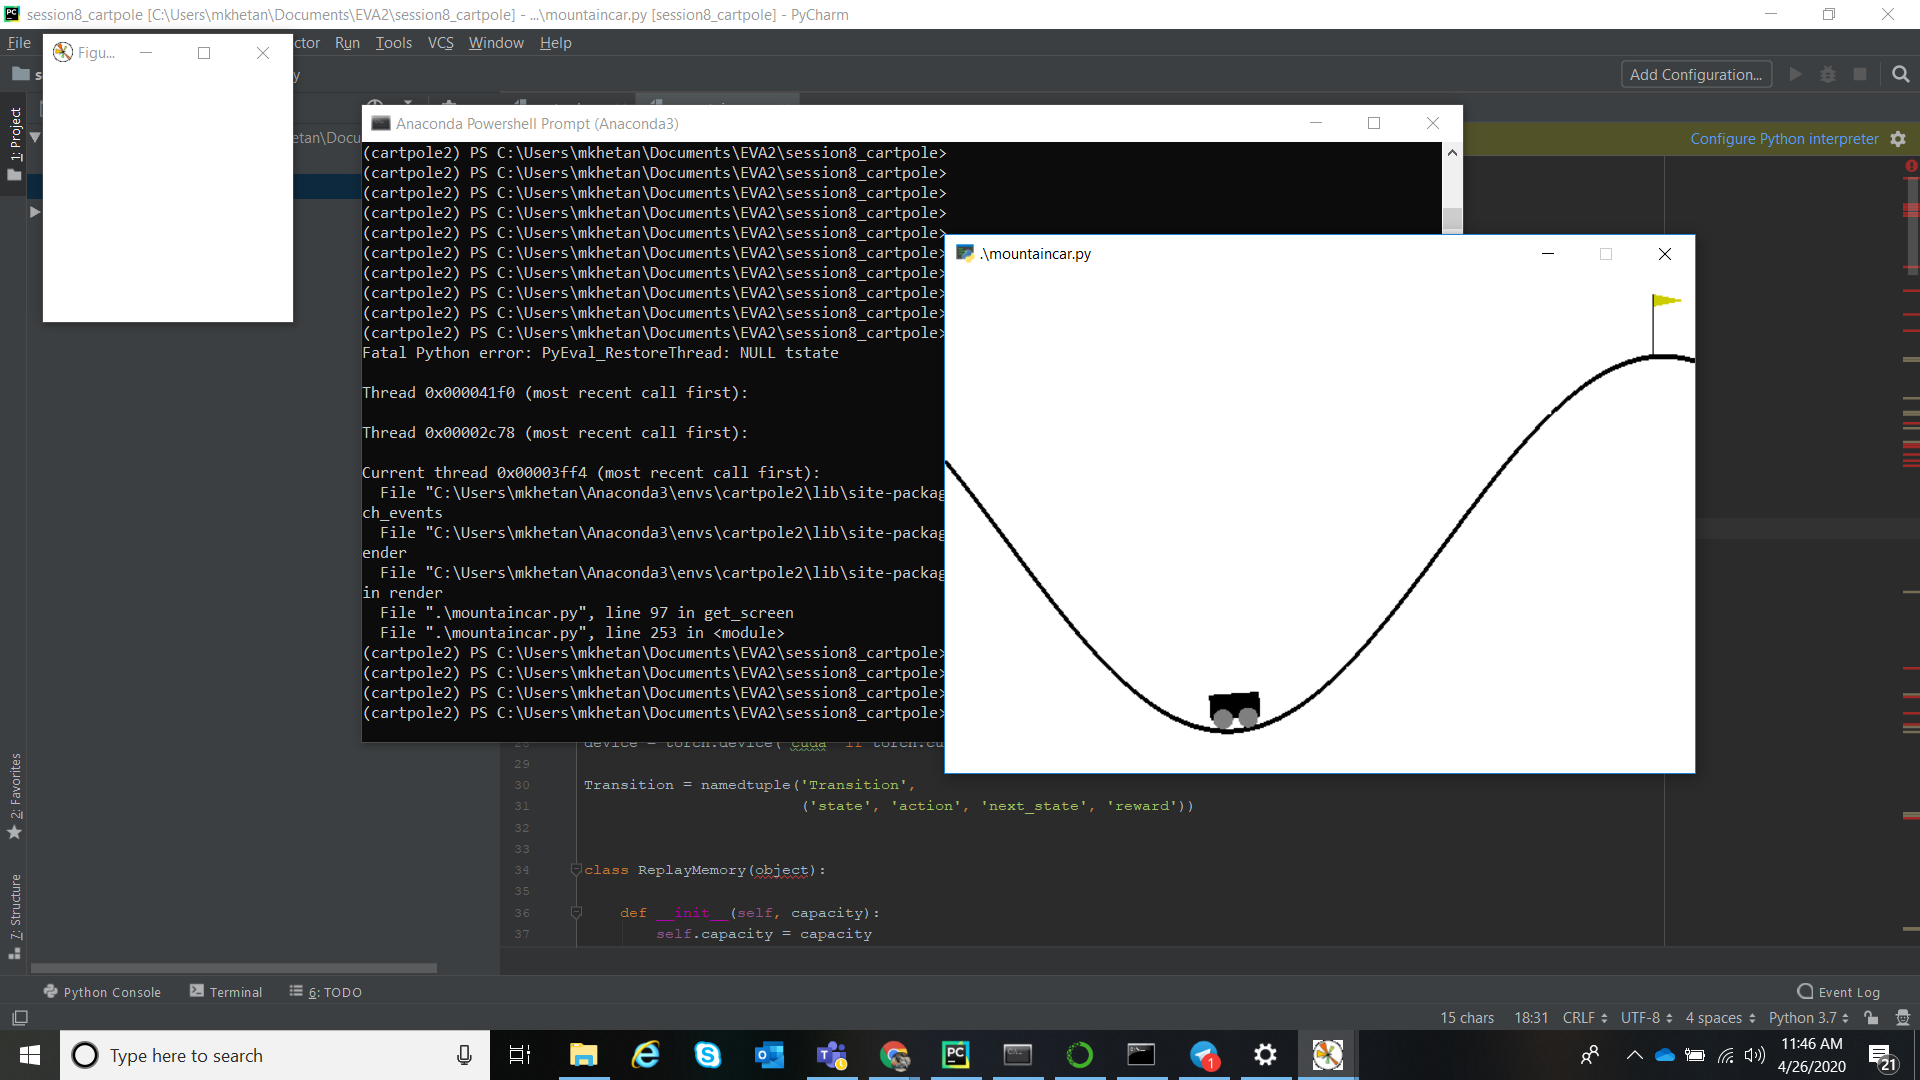 session8_cartpole [C:\Users\mkhetan\Documents\EVA2\session8_cartpole] - ...\mountaincar.py [session8_cartpole] - PyCharm
File
Run Tools VCS Window Help
Figu...
Add Configuration...
Anaconda Powershell Prompt (Anaconda3)
1: Project
Configure Python interpreter
(cartpole2) PS C:\Users\mkhetan\Documents\EVA2\session8_cartpole>
(cartpole2) PS C:\Users\mkhetan\Documents\EVA2\session8_cartpole>
(cartpole2) PS C:\Users\mkhetan\Documents\EVA2\session8_cartpole>
(cartpole2) PS C:\Users\mkhetan\Documents\EVA2\session8_cartpole>
(cartpole2) PS C:\Users\mkhetan\Documents\EVA2\session8_cartpole>
(cartpole2) PS C:\Users\mkhetan\Documents\EVA2\session8_cartpole>
(cartpole2) PS C:\Users\mkhetan\Documents\EVA2\session8_cartpole>
(cartpole2) PS C:\Users\mkhetan\Documents\EVA2\session8_cartpole>
(cartpole2) PS C:\Users\mkhetan\Documents\EVA2\session8_cartpole>
(cartpole2) PS C:\Users\mkhetan\Documents\EVA2\session8_cartpole>
Fatal Python error: PyEval_RestoreThread: NULL tstate
Thread 0x000041f0 (most recent call first):
Thread 0x00002c78 (most recent call first):
Current thread 0x00003ff4 (most recent call first):
File "C:\Users\mkhetan\Anaconda3\envs\cartpole2\lib\site-packag
ch_events
File "C:\Users\mkhetan\Anaconda3\envs\cartpole2\lib\site-packag
ender
File "C:\Users\mkhetan\Anaconda3\envs\cartpole2\lib\site-packag
in render
File ".\mountaincar.py", line 97 in get_screen
File ".\mountaincar.py", line 253 in <module>
(cartpole2) PS C:\Users\mkhetan\Documents\EVA2\session8_cartpole>
(cartpole2) PS C:\Users\mkhetan\Documents\EVA2\session8_cartpole>
(cartpole2) PS C:\Users\mkhetan\Documents\EVA2\session8_cartpole>
(cartpole2) PS C:\Users\mkhetan\Documents\EVA2\session8_cartpole>
.\mountaincar.py
29
30 Transition = namedtuple('Transition',
31 ('state', 'action', 'next_state', 'reward'))
32
33
34 class ReplayMemory(object):
35
36 def __init__(self, capacity):
37 self.capacity = capacity
2: Favorites
7: Structure
Python Console Terminal 6: TODO Event Log
15 chars 18:31 CRLF UTF-8 4 spaces Python 3.7
Type here to search
1
11:46 AM
4/26/2020
21